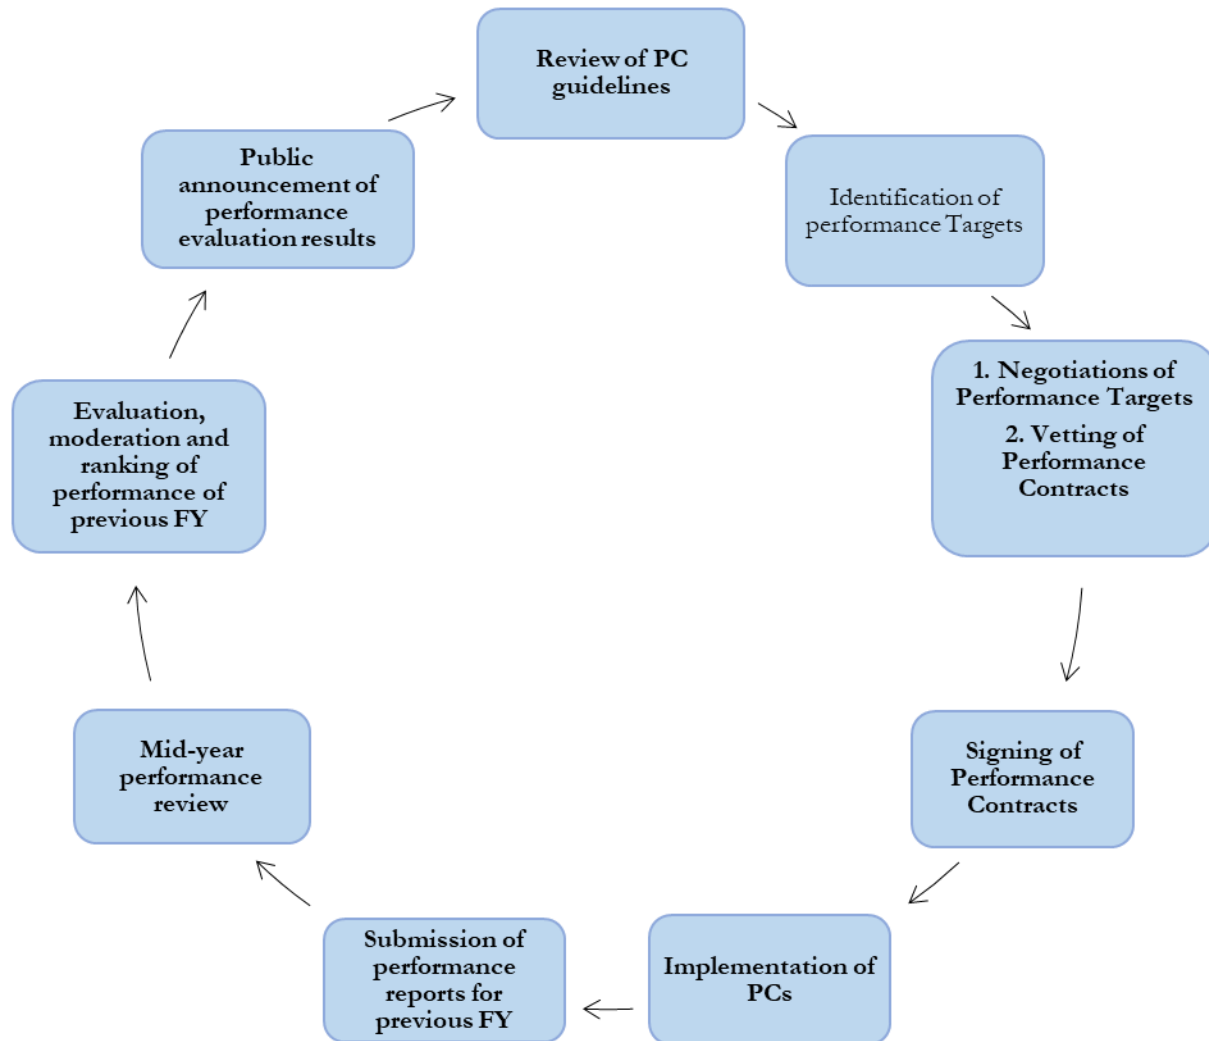 Review of PC
guidelines
Identification of
performance Targets
1. Negotiations of
Performance Targets
2. Vetting of
Performance
Contracts
Signing of
Performance
Contracts
Implementation of
PCs
Submission of
performance
reports for
previous FY
Mid-year
performance
review
Evaluation,
moderation and
ranking of
performance of
previous FY
Public
announcement of
performance
evaluation results